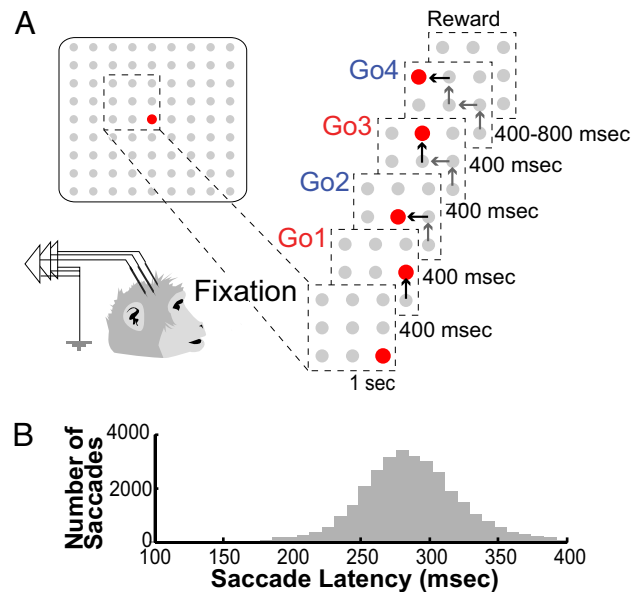 A
Reward
Go4
400-800 msec
Go3
400 msec
Go2
400 msec
Go1
400 msec
Fixation
400 msec
1 sec
B
Number of
Saccades
4000
2000
0
100
150
200
250
300
350
400
Saccade Latency (msec)